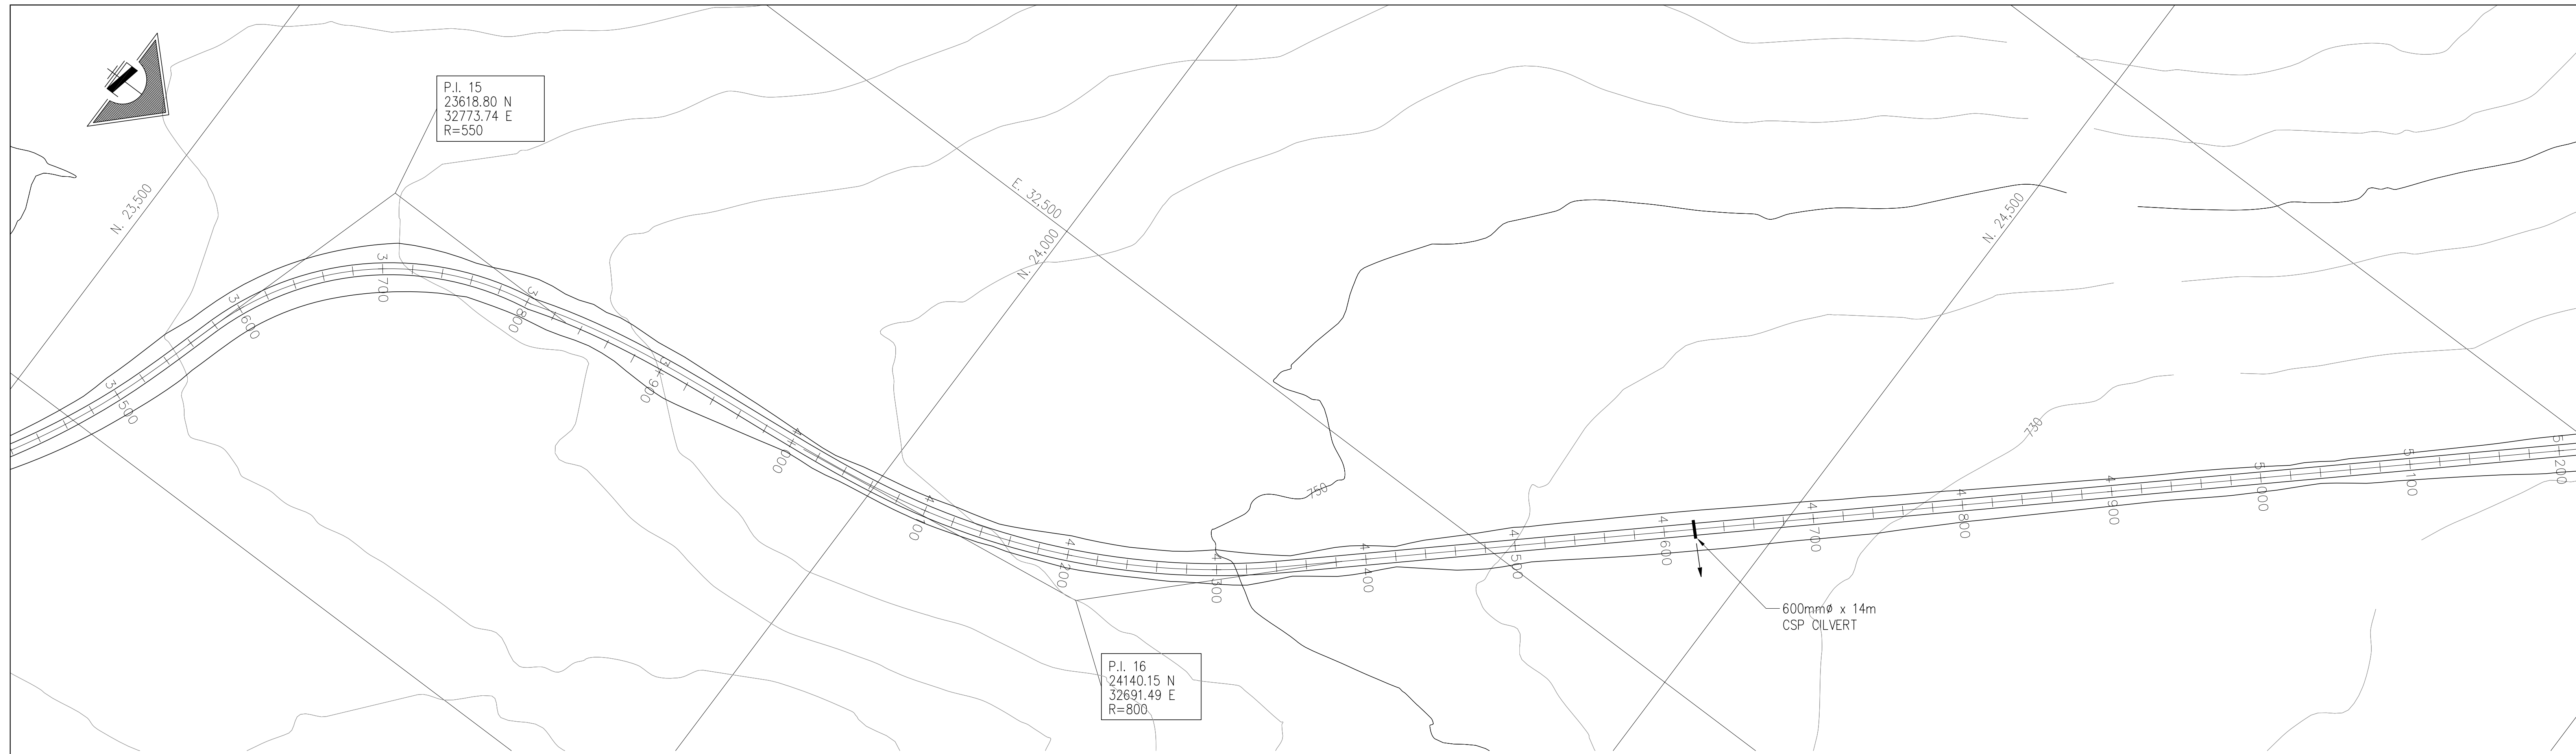 P.I. 15
23618.80 N
32773.74 E
R=550
N. 23,500
E. 32,500
N. 24,000
N. 24,500
3 500
3 600
3 700
3 800
3 900
4 000
4 100
4 200
4 300
4 400
4 500
4 600
4 700
4 800
4 900
5 000
5 100
5 200
750
730
600mmø x 14m
CSP CILVERT
P.I. 16
24140.15 N
32691.49 E
R=800